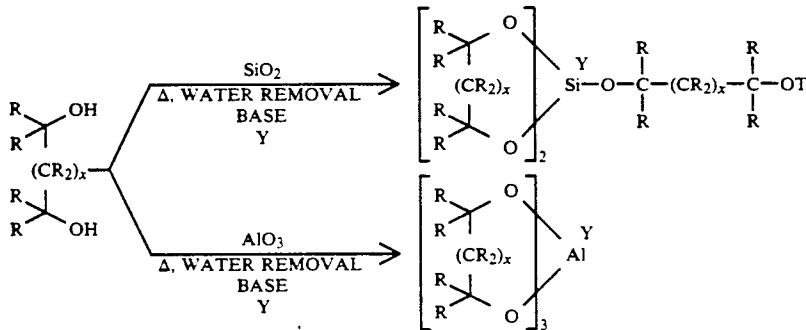 R
R
OH
(CR2)x
R
R
OH
SiO2
Δ, WATER REMOVAL
BASE
Y
R
R
O
(CR2)x
R
R
O
2
Y
Si—O—C—(CR2)x—C—OT
R
R
R
R
AlO3
Δ, WATER REMOVAL
BASE
Y
R
R
O
(CR2)x
R
R
O
3
Y
Al